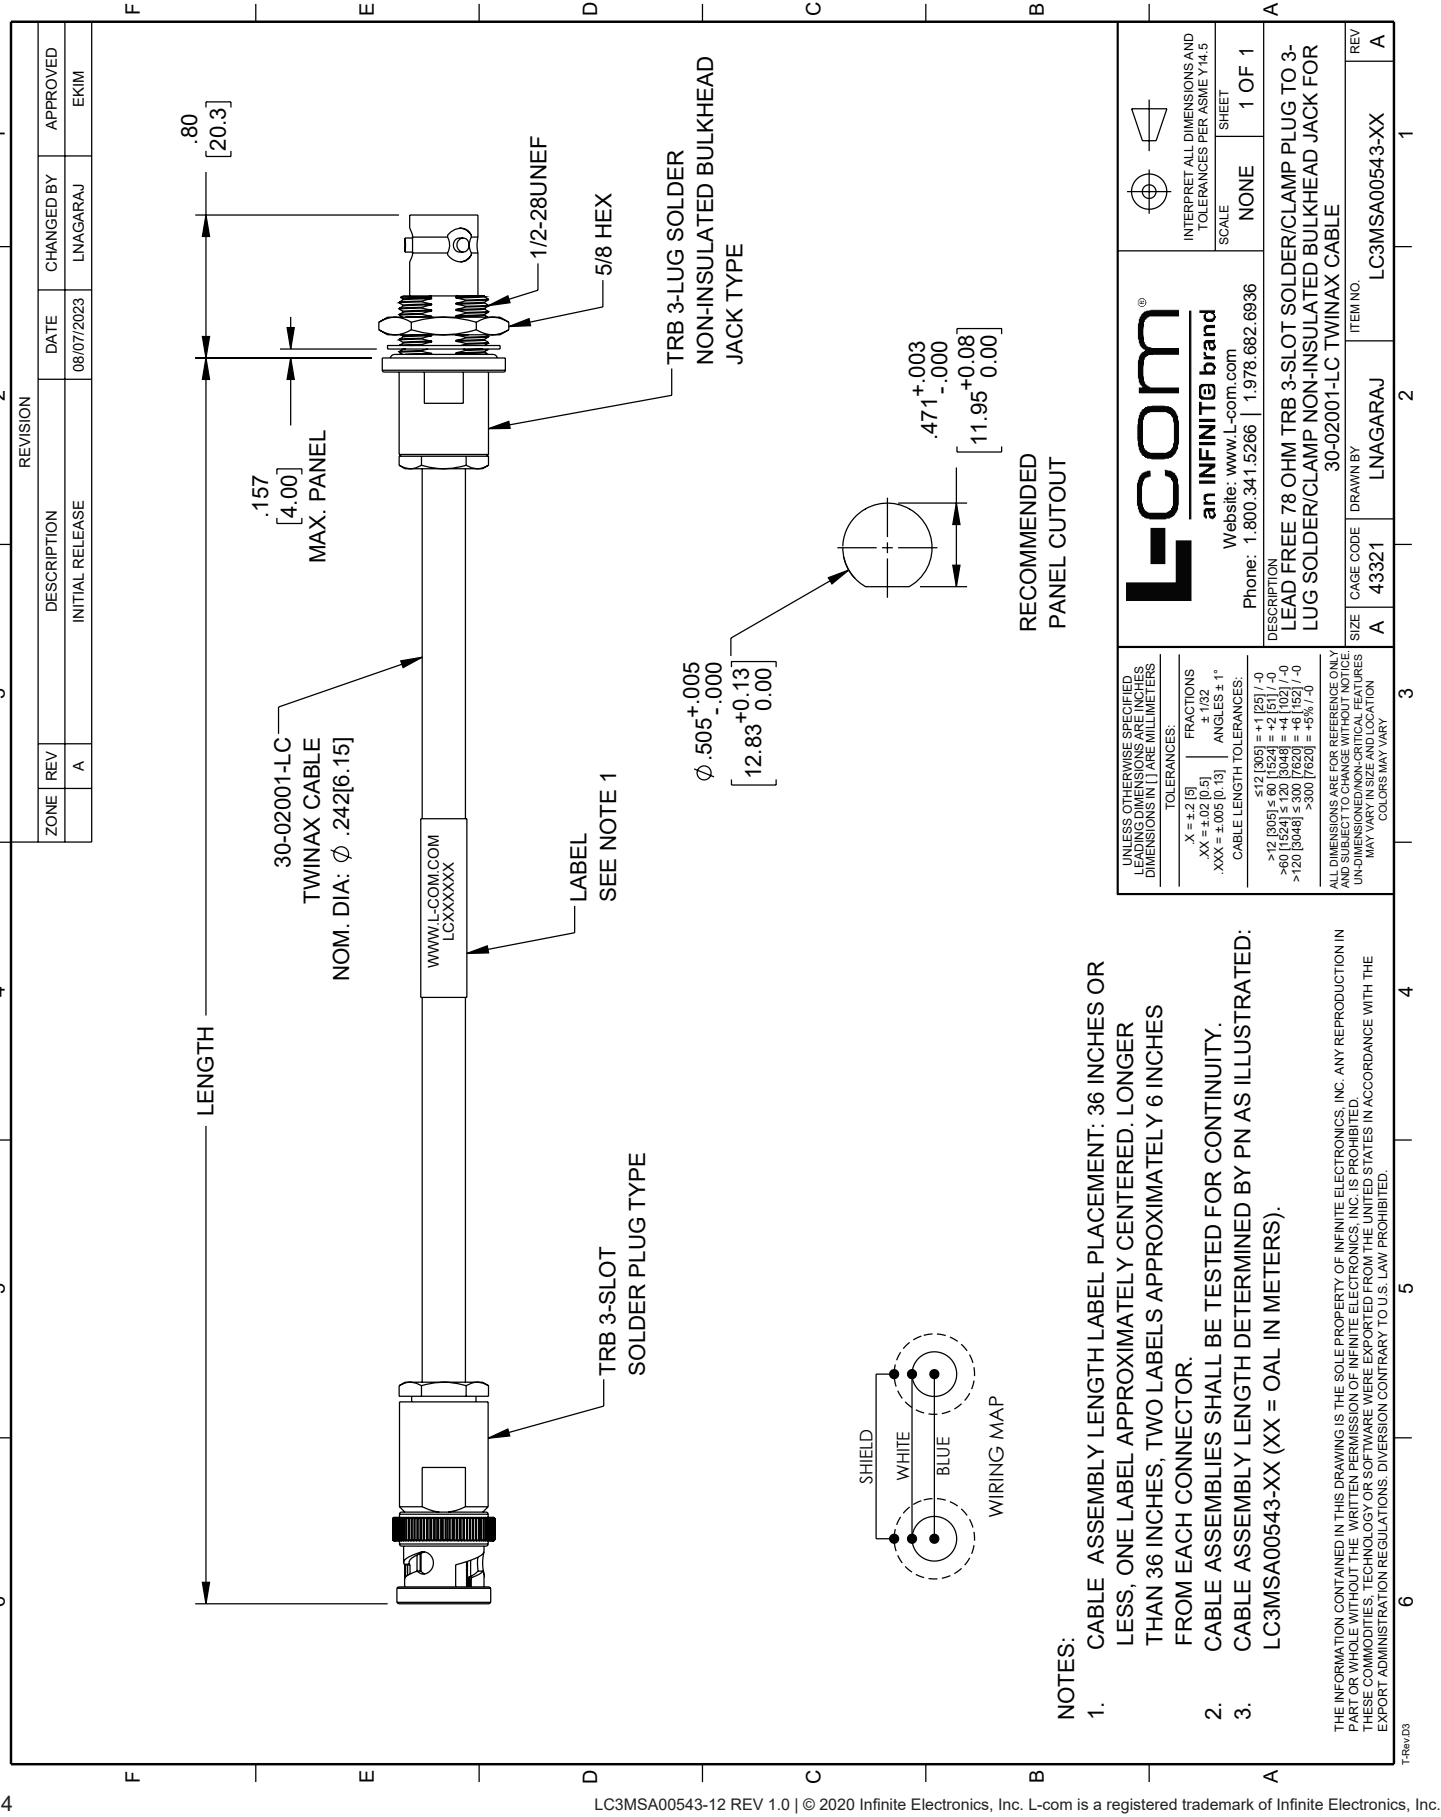 REVISION
ZONE REV DESCRIPTION DATE CHANGED BY APPROVED
A INITIAL RELEASE 08/07/2023 LNAGARAJ EKIM
F
E
D
C
B
A
LENGTH
.80
[20.3]
.157
[4.00]
MAX. PANEL
30-02001-LC
TWINAX CABLE
NOM. DIA: ∅ .242[6.15]
WWW.L-COM.COM
LCXXXXXX
1/2-28UNEF
5/8 HEX
TRB 3-LUG SOLDER
NON-INSULATED BULKHEAD
JACK TYPE
LABEL
SEE NOTE 1
TRB 3-SLOT
SOLDER PLUG TYPE
∅ .505 +.005 -.000
[12.83 +0.13 0.00]
.471 +.003 -.000
[11.95 +0.08 0.00]
RECOMMENDED
PANEL CUTOUT
SHIELD
WHITE
BLUE
WIRING MAP
NOTES:
1. CABLE ASSEMBLY LENGTH LABEL PLACEMENT: 36 INCHES OR
LESS, ONE LABEL APPROXIMATELY CENTERED. LONGER
THAN 36 INCHES, TWO LABELS APPROXIMATELY 6 INCHES
FROM EACH CONNECTOR.
2. CABLE ASSEMBLIES SHALL BE TESTED FOR CONTINUITY.
3. CABLE ASSEMBLY LENGTH DETERMINED BY PN AS ILLUSTRATED:
LC3MSA00543-XX (XX = OAL IN METERS).
THE INFORMATION CONTAINED IN THIS DRAWING IS THE SOLE PROPERTY OF INFINITE ELECTRONICS, INC. ANY REPRODUCTION IN
PART OR WHOLE WITHOUT THE WRITTEN PERMISSION OF INFINITE ELECTRONICS, INC. IS PROHIBITED.
THESE COMMODITIES, TECHNOLOGY OR SOFTWARE WERE EXPORTED FROM THE UNITED STATES IN ACCORDANCE WITH THE
EXPORT ADMINISTRATION REGULATIONS. DIVERSION CONTRARY TO U.S. LAW PROHIBITED.
UNLESS OTHERWISE SPECIFIED
LEADING DIMENSIONS ARE INCHES
DIMENSIONS IN [ ] ARE MILLIMETERS
TOLERANCES:
.X = ±.2 [5] FRACTIONS
.XX = ±.02 [0.5] ± 1/32
.XXX = ±.005 [0.13] ANGLES ± 1°
CABLE LENGTH TOLERANCES:
≤12 [305] = +1 [25] / -0
>12 [305] ≤ 60 [1524] = +2 [51] / -0
>60 [1524] ≤ 120 [3048] = +4 [102] / -0
>120 [3048] ≤ 300 [7620] = +6 [152] / -0
>300 [7620] = +5% / -0
ALL DIMENSIONS ARE FOR REFERENCE ONLY
AND SUBJECT TO CHANGE WITHOUT NOTICE.
UN-DIMENSIONED/NON-CRITICAL FEATURES
MAY VARY IN SIZE AND LOCATION
COLORS MAY VARY
L-com®
an INFINIT@ brand
Website: www.L-com.com
Phone: 1.800.341.5266 | 1.978.682.6936
INTERPRET ALL DIMENSIONS AND
TOLERANCES PER ASME Y14.5
SCALE NONE
SHEET 1 OF 1
DESCRIPTION
LEAD FREE 78 OHM TRB 3-SLOT SOLDER/CLAMP PLUG TO 3-
LUG SOLDER/CLAMP NON-INSULATED BULKHEAD JACK FOR
30-02001-LC TWINAX CABLE
SIZE A
CAGE CODE 43321
DRAWN BY LNAGARAJ
ITEM NO. LC3MSA00543-XX
REV A
6 5 4 3 2 1
F
E
D
C
B
A
T-Rev.D3
4
LC3MSA00543-12 REV 1.0 | © 2020 Infinite Electronics, Inc. L-com is a registered trademark of Infinite Electronics, Inc.